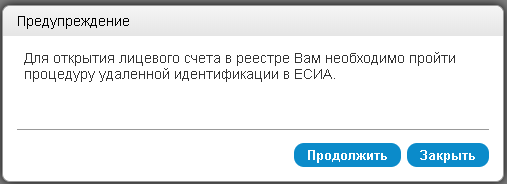 Предупреждение
Для открытия лицевого счета в реестре Вам необходимо пройти
процедуру удаленной идентификации в ЕСИА.
Продолжить
Закрыть